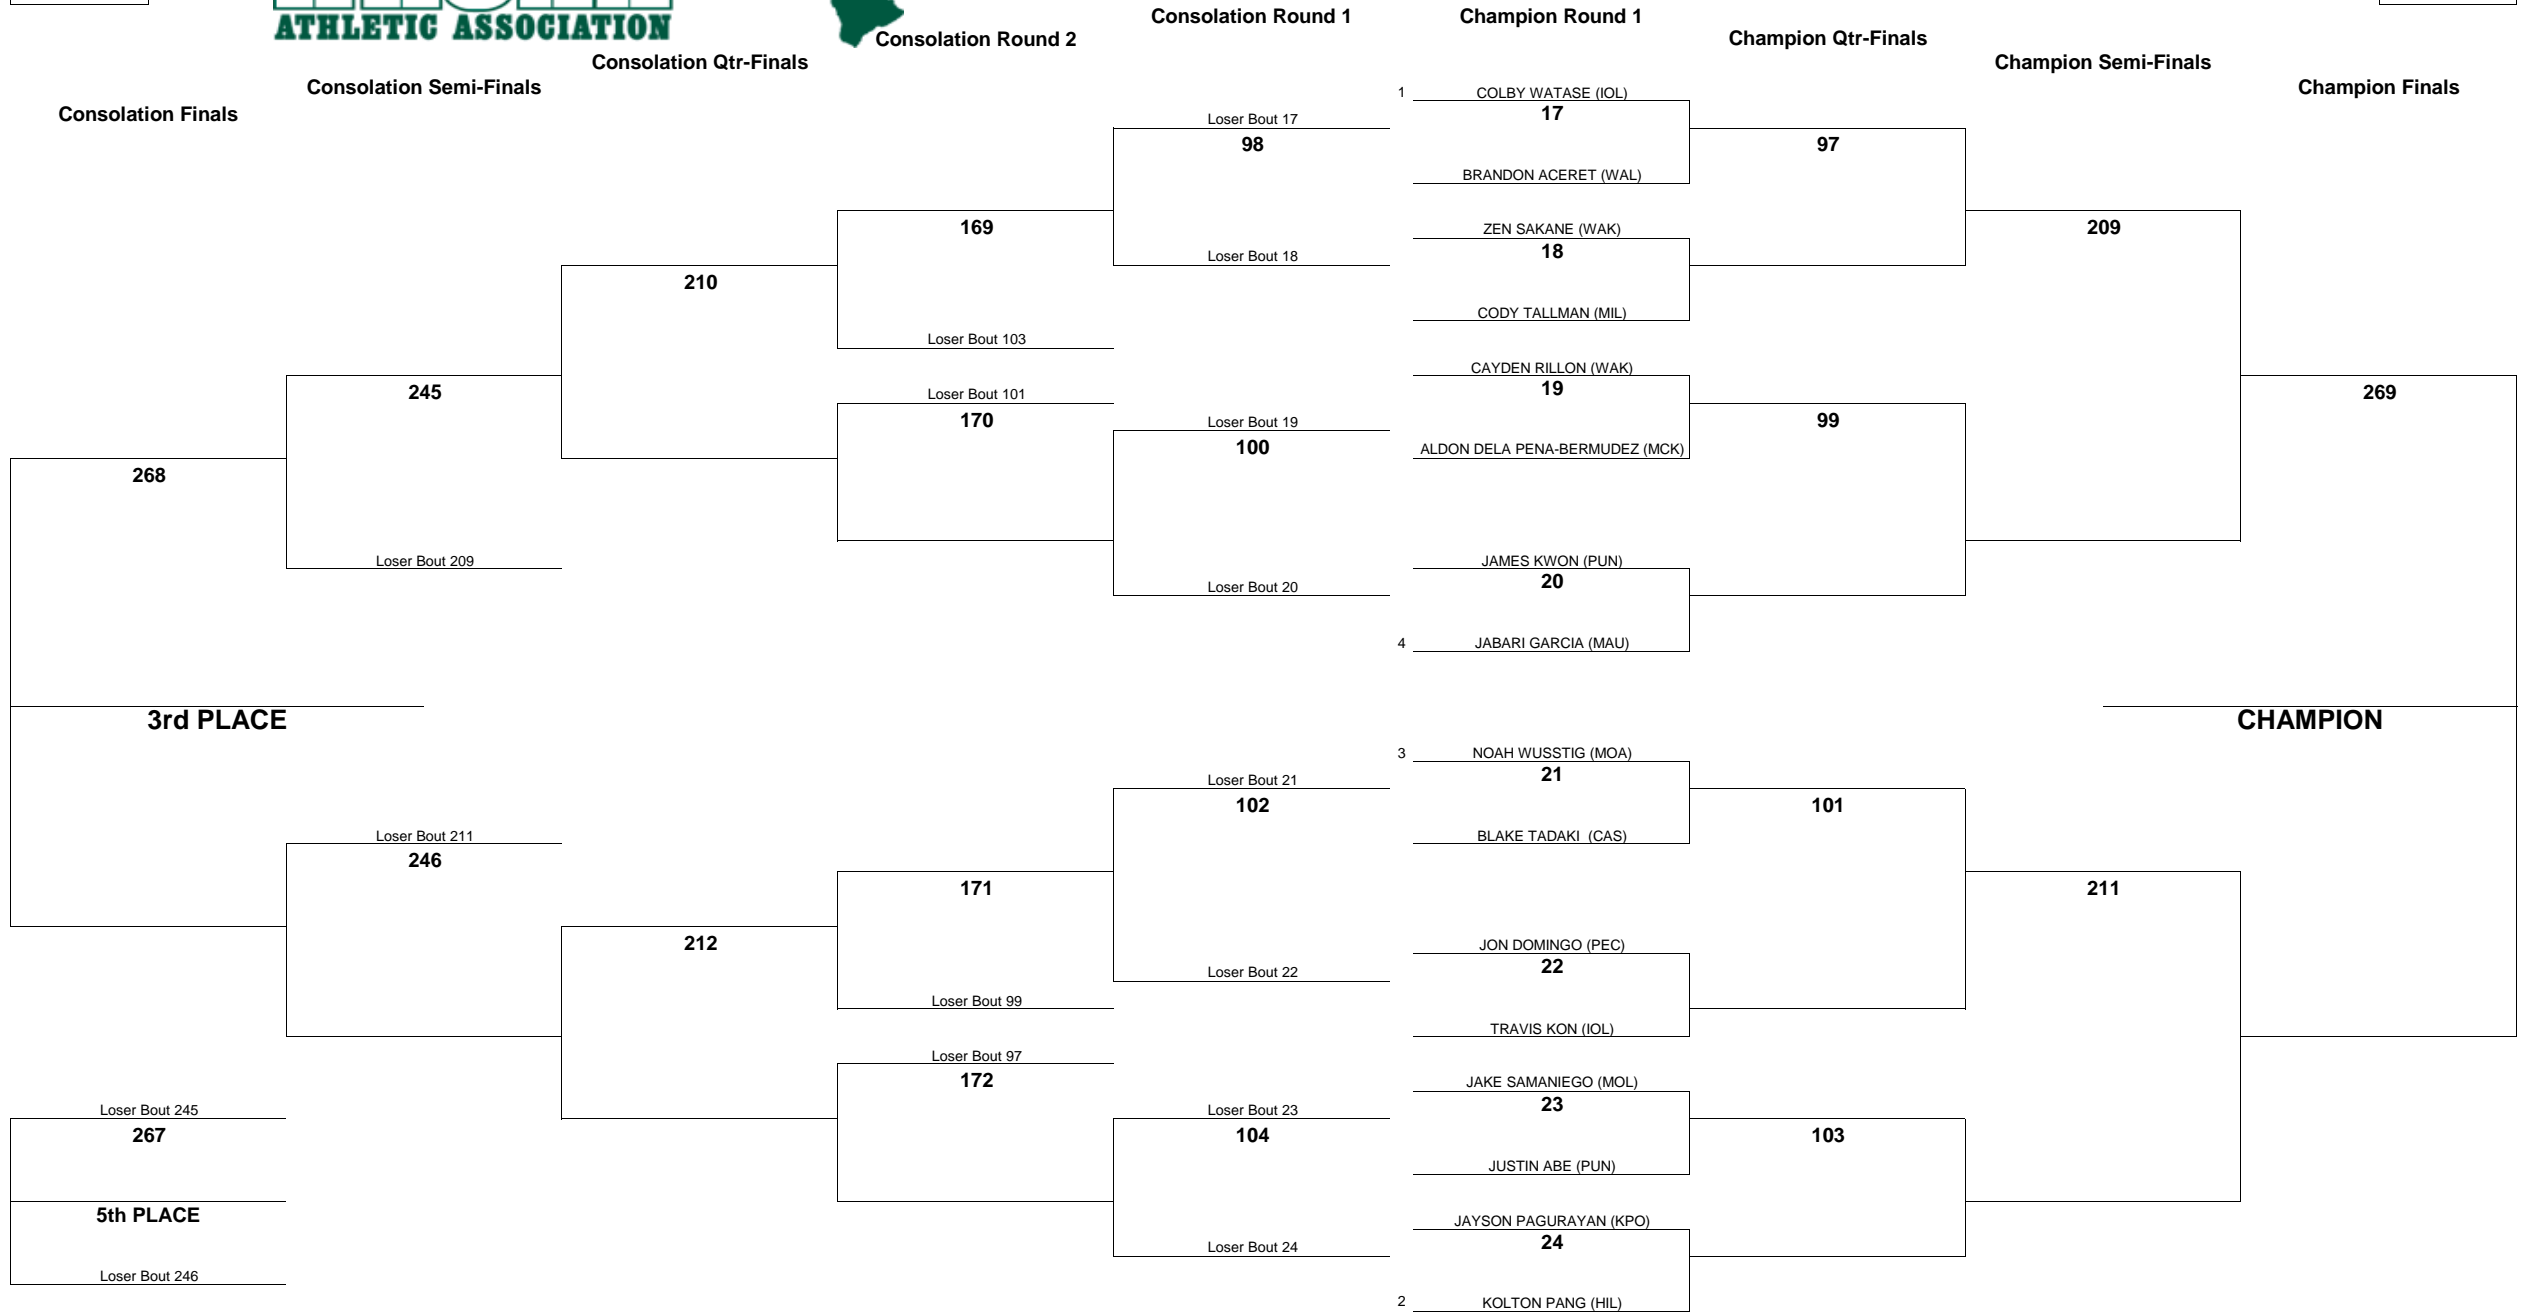 ATHLETIC ASSOCIATION
Consolation Finals
Consolation Semi-Finals
Consolation Qtr-Finals
Consolation Round 2
Consolation Round 1
Champion Round 1
Champion Qtr-Finals
Champion Semi-Finals
Champion Finals
1 COLBY WATASE (IOL)
17
BRANDON ACERET (WAL)
ZEN SAKANE (WAK)
18
CODY TALLMAN (MIL)
CAYDEN RILLON (WAK)
19
ALDON DELA PENA-BERMUDEZ (MCK)
JAMES KWON (PUN)
20
4 JABARI GARCIA (MAU)
3 NOAH WUSSTIG (MOA)
21
BLAKE TADAKI (CAS)
JON DOMINGO (PEC)
22
TRAVIS KON (IOL)
JAKE SAMANIEGO (MOL)
23
JUSTIN ABE (PUN)
JAYSON PAGURAYAN (KPO)
24
2 KOLTON PANG (HIL)
97
99
101
103
209
211
269
CHAMPION
Loser Bout 17
98
Loser Bout 18
Loser Bout 19
100
Loser Bout 20
Loser Bout 21
102
Loser Bout 22
Loser Bout 23
104
Loser Bout 24
169
Loser Bout 103
Loser Bout 101
170
171
Loser Bout 99
Loser Bout 97
172
210
212
245
Loser Bout 209
Loser Bout 211
246
268
3rd PLACE
Loser Bout 245
267
5th PLACE
Loser Bout 246